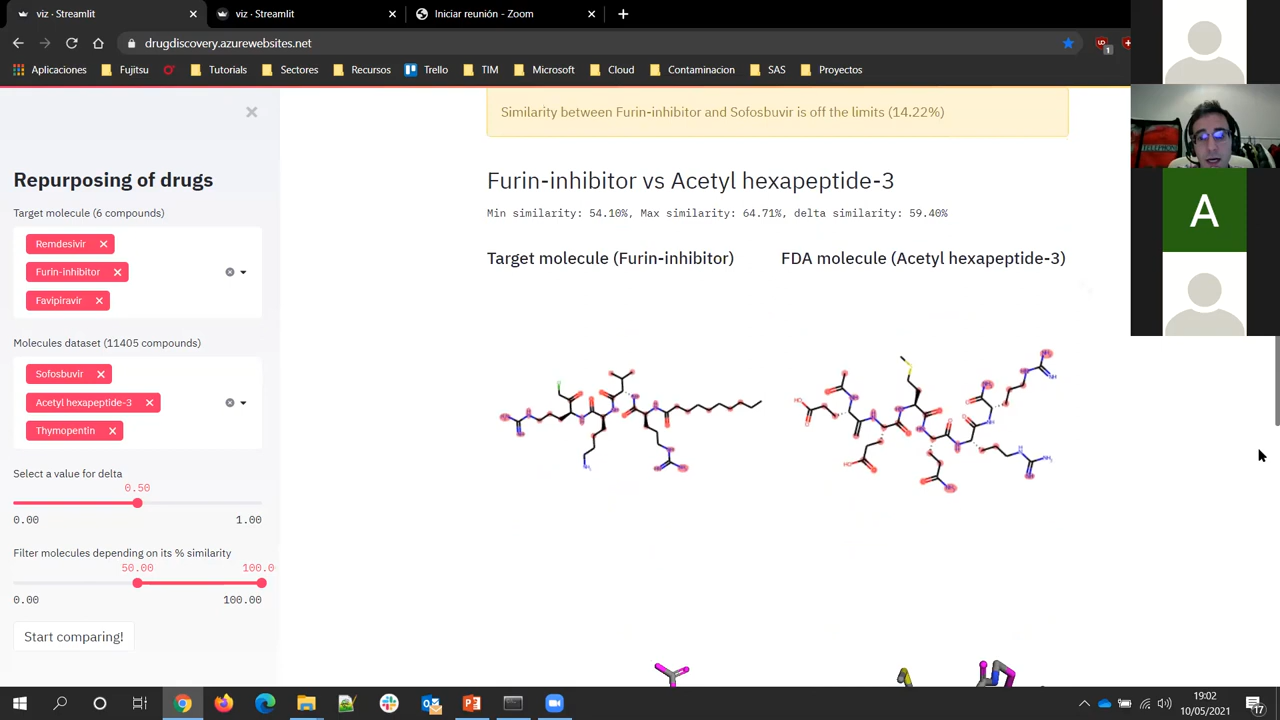 viz · Streamlit
viz · Streamlit
Iniciar reunión - Zoom
drugdiscovery.azurewebsites.net
Aplicaciones
Fujitsu
Tutorials
Sectores
Recursos
Trello
TIM
Microsoft
Cloud
Contaminacion
SAS
Proyectos
Repurposing of drugs
Target molecule (6 compounds)
Remdesivir
Furin-inhibitor
Favipiravir
Molecules dataset (11405 compounds)
Sofosbuvir
Acetyl hexapeptide-3
Thymopentin
Select a value for delta
0.50
0.00 1.00
Filter molecules depending on its % similarity
50.00 100.0
0.00 100.00
Start comparing!
Similarity between Furin-inhibitor and Sofosbuvir is off the limits (14.22%)
Furin-inhibitor vs Acetyl hexapeptide-3
Min similarity: 54.10%, Max similarity: 64.71%, delta similarity: 59.40%
Target molecule (Furin-inhibitor)
FDA molecule (Acetyl hexapeptide-3)
A
19:02
10/05/2021
17